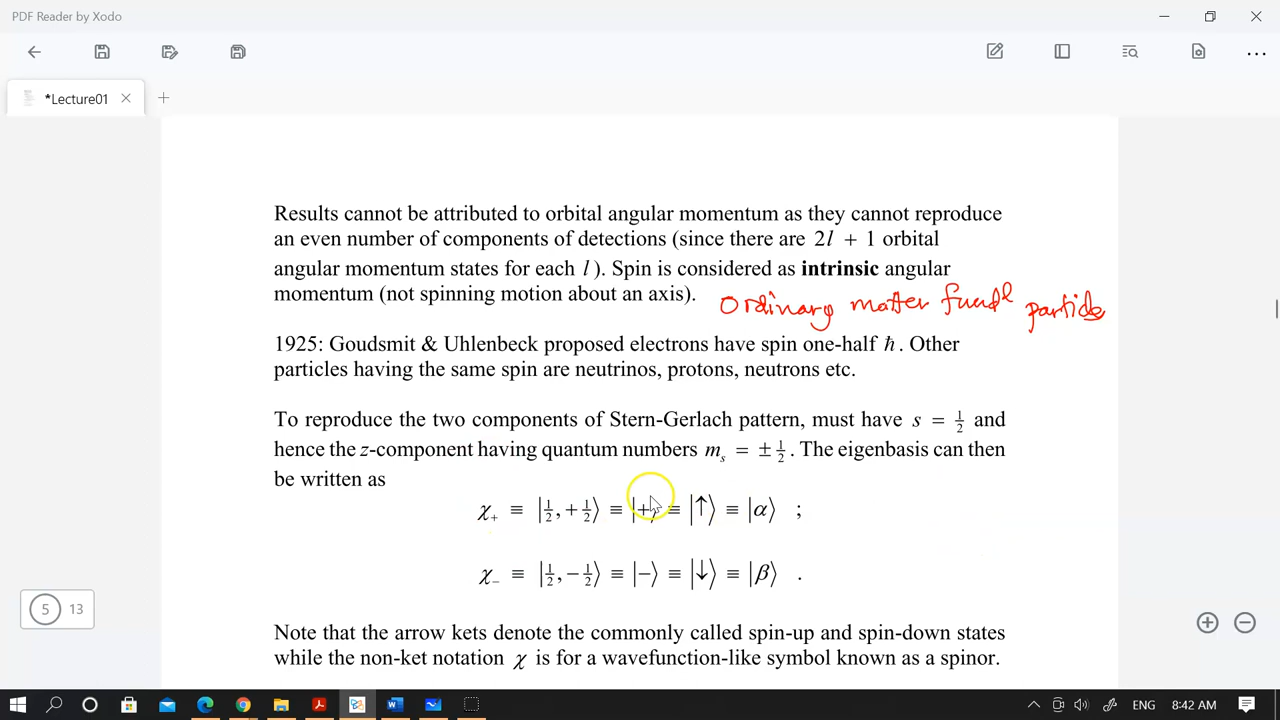 PDF Reader by Xodo
*Lecture01
Results cannot be attributed to orbital angular momentum as they cannot reproduce
an even number of components of detections (since there are 2l + 1 orbital
angular momentum states for each l ). Spin is considered as intrinsic angular
momentum (not spinning motion about an axis).
Ordinary matter fundl particle
1925: Goudsmit & Uhlenbeck proposed electrons have spin one-half ℏ. Other
particles having the same spin are neutrinos, protons, neutrons etc.
To reproduce the two components of Stern-Gerlach pattern, must have s = 1/2 and
hence the z-component having quantum numbers mₛ = ± 1/2. The eigenbasis can then
be written as
χ₊ ≡ |1/2, +1/2⟩ ≡ |+⟩ ≡ |↑⟩ ≡ |α⟩ ;
χ₋ ≡ |1/2, −1/2⟩ ≡ |−⟩ ≡ |↓⟩ ≡ |β⟩ .
5 13
Note that the arrow kets denote the commonly called spin-up and spin-down states
while the non-ket notation χ is for a wavefunction-like symbol known as a spinor.
ENG 8:42 AM